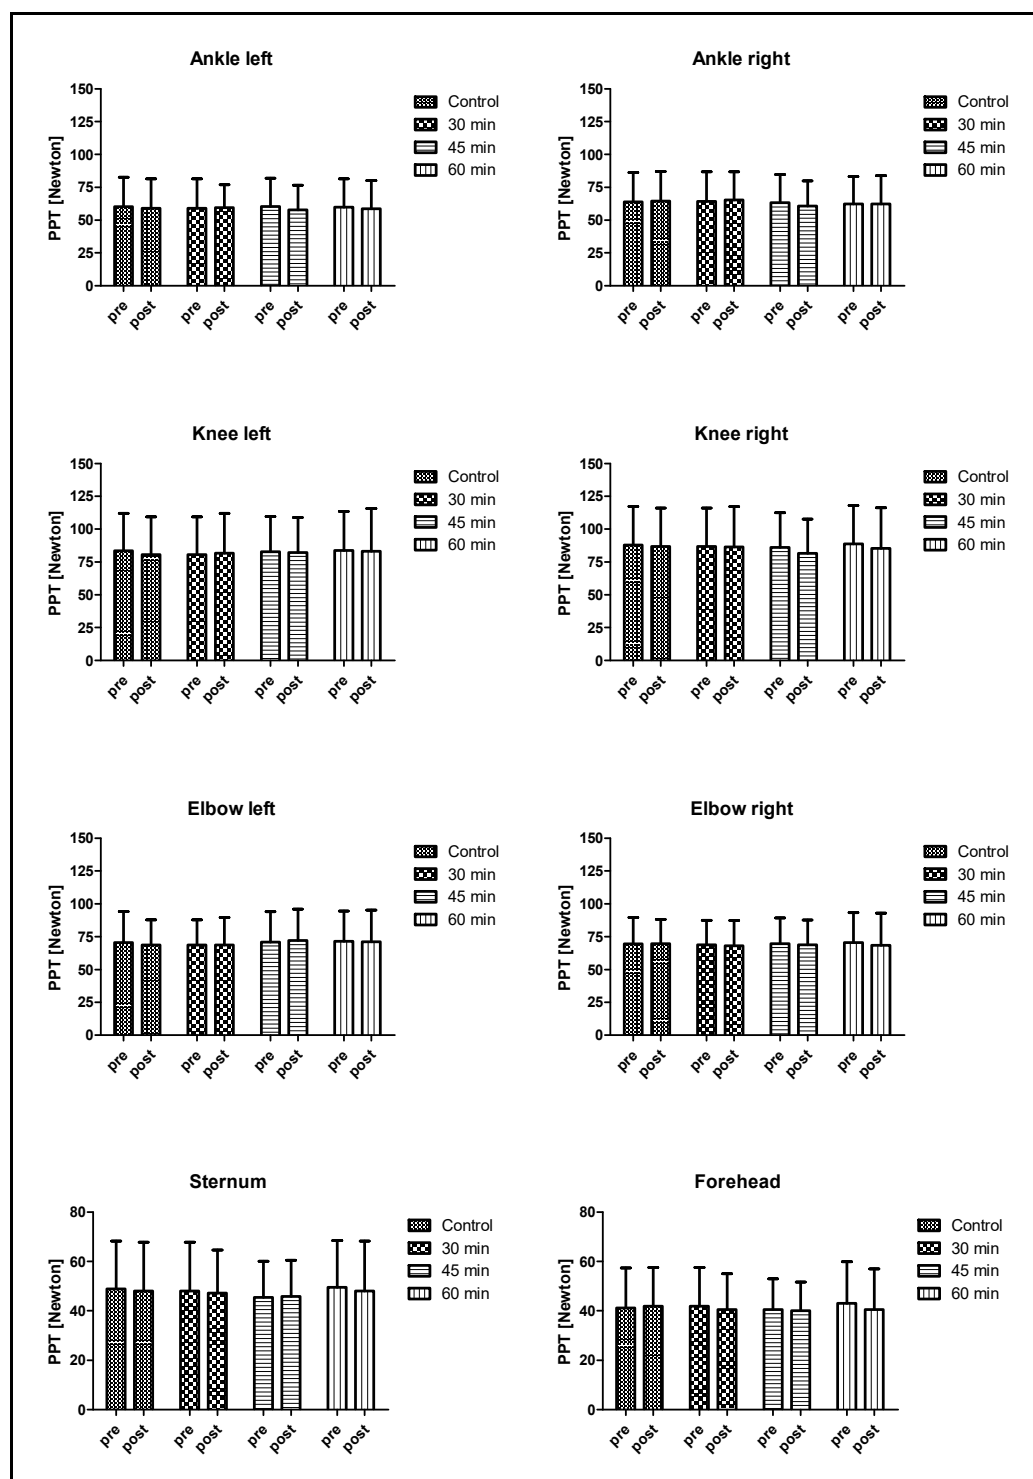 Ankle left
PPT [Newton]
150
125
100
75
50
25
0
pre
post
pre
post
pre
post
pre
post
Control
30 min
45 min
60 min
Ankle right
PPT [Newton]
150
125
100
75
50
25
0
pre
post
pre
post
pre
post
pre
post
Control
30 min
45 min
60 min
Knee left
PPT [Newton]
150
125
100
75
50
25
0
pre
post
pre
post
pre
post
pre
post
Control
30 min
45 min
60 min
Knee right
PPT [Newton]
150
125
100
75
50
25
0
pre
post
pre
post
pre
post
pre
post
Control
30 min
45 min
60 min
Elbow left
PPT [Newton]
150
125
100
75
50
25
0
pre
post
pre
post
pre
post
pre
post
Control
30 min
45 min
60 min
Elbow right
PPT [Newton]
150
125
100
75
50
25
0
pre
post
pre
post
pre
post
pre
post
Control
30 min
45 min
60 min
Sternum
PPT [Newton]
80
60
40
20
0
pre
post
pre
post
pre
post
pre
post
Control
30 min
45 min
60 min
Forehead
PPT [Newton]
80
60
40
20
0
pre
post
pre
post
pre
post
pre
post
Control
30 min
45 min
60 min